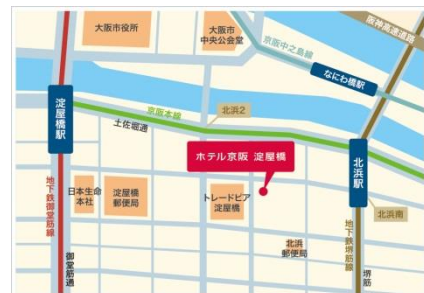 大阪市役所
大阪市
中央公会堂
阪神高速道路
京阪中之島線
なにわ橋駅
淀屋橋駅
京阪本線
土佐堀通
北浜2
ホテル京阪 淀屋橋
北浜駅
日本生命
本社
淀屋橋
郵便局
トレードピア
淀屋橋
北浜南
地下鉄御堂筋線
御堂筋通
北浜
郵便局
地下鉄堺筋線
堺筋